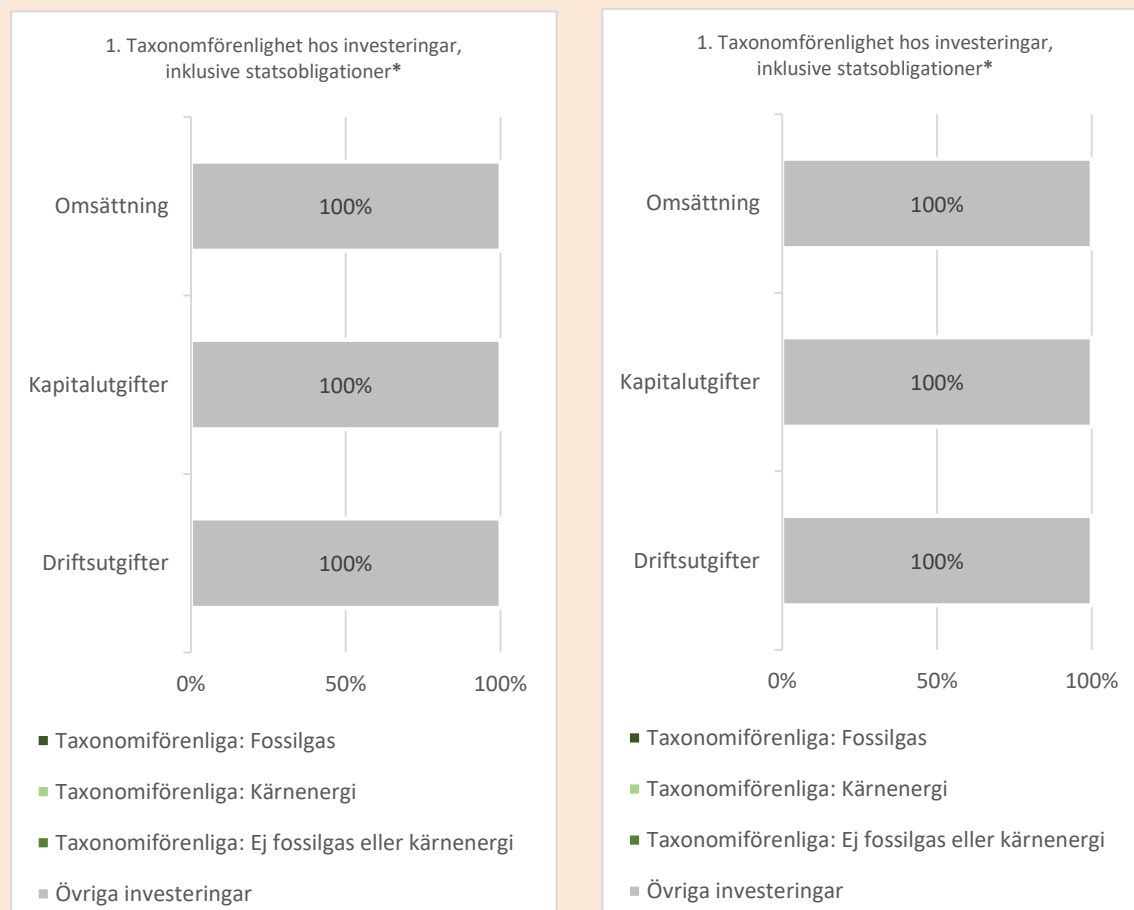 1. Taxonomförenlighet hos investeringar,
inklusive statsobligationer*
Omsättning
100%
Kapitalutgifter
100%
Driftsutgifter
100%
0% 50% 100%
Taxonomiförenliga: Fossilgas
Taxonomiförenliga: Kärnenergi
Taxonomiförenliga: Ej fossilgas eller kärnenergi
Övriga investeringar
1. Taxonomförenlighet hos investeringar,
inklusive statsobligationer*
Omsättning
100%
Kapitalutgifter
100%
Driftsutgifter
100%
0% 50% 100%
Taxonomiförenliga: Fossilgas
Taxonomiförenliga: Kärnenergi
Taxonomiförenliga: Ej fossilgas eller kärnenergi
Övriga investeringar